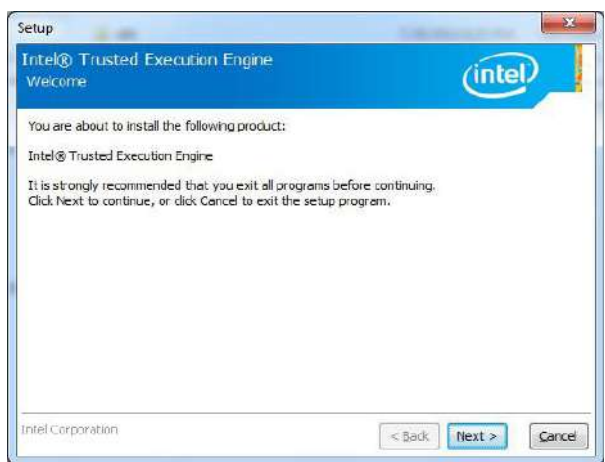 Setup
Intel® Trusted Execution Engine
Welcome
intel
You are about to install the following product:
Intel® Trusted Execution Engine
It is strongly recommended that you exit all programs before continuing.
Click Next to continue, or click Cancel to exit the setup program.
Intel Corporation
< Back
Next >
Cancel